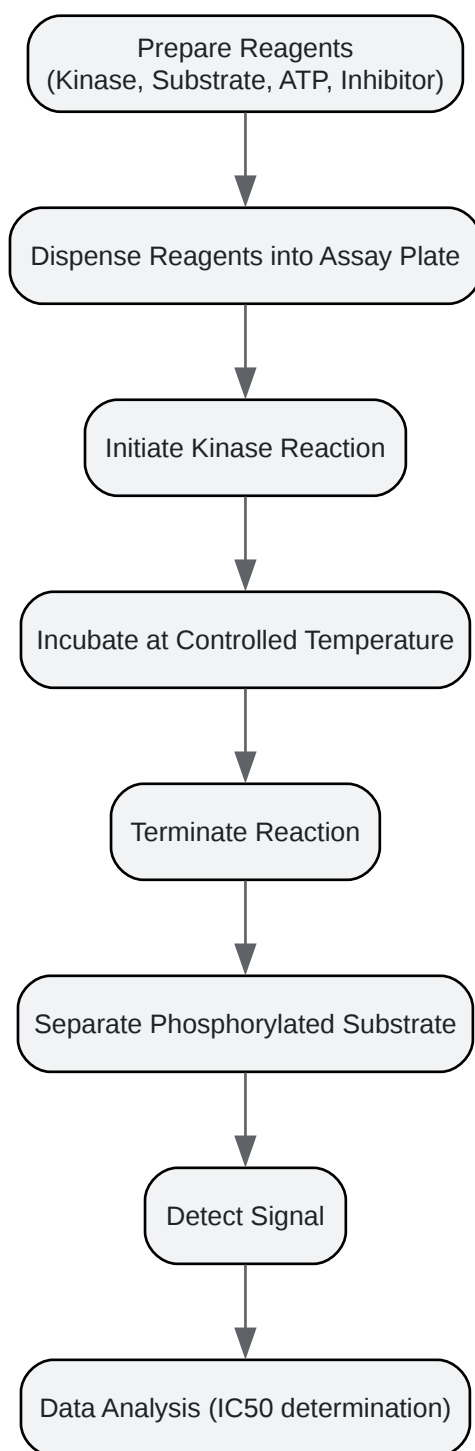 Prepare Reagents
(Kinase, Substrate, ATP, Inhibitor)
Dispense Reagents into Assay Plate
Initiate Kinase Reaction
Incubate at Controlled Temperature
Terminate Reaction
Separate Phosphorylated Substrate
Detect Signal
Data Analysis (IC50 determination)